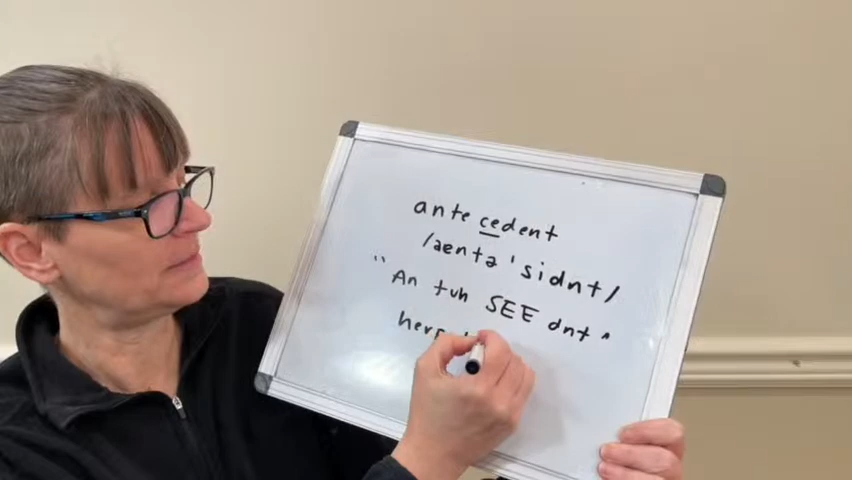 antecedent
/aentə'sidnt/
"An tuh SEE dnt"